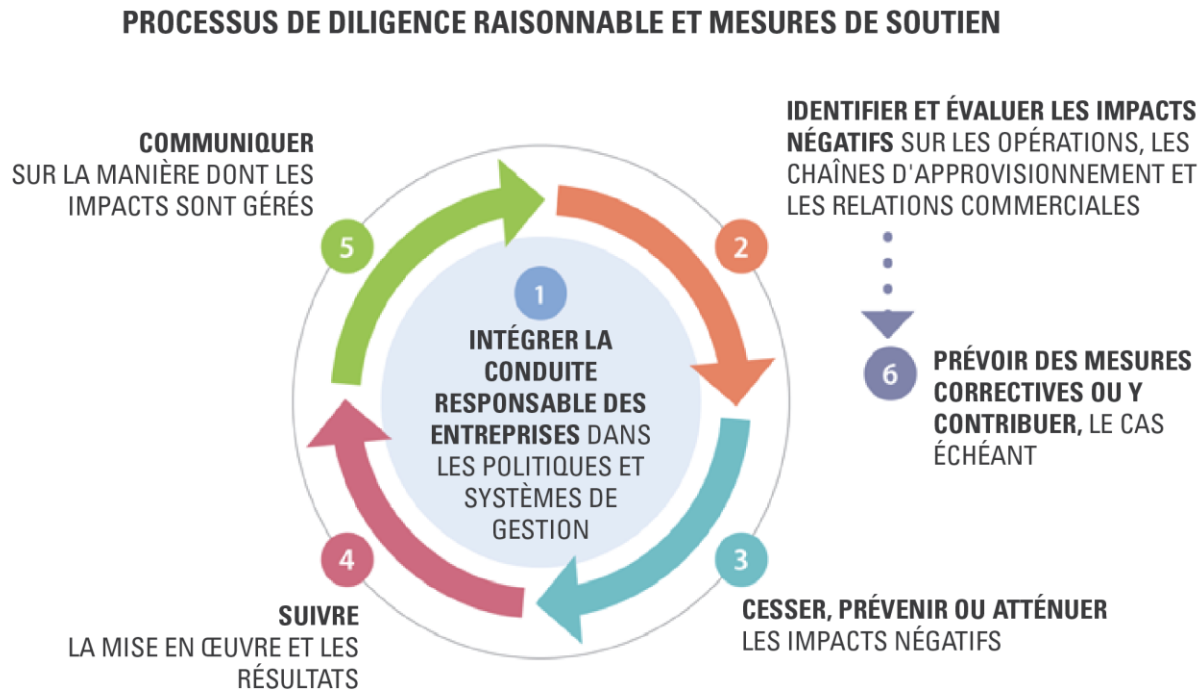 PROCESSUS DE DILIGENCE RAISONNABLE ET MESURES DE SOUTIEN
1
INTÉGRER LA
CONDUITE
RESPONSABLE DES
ENTREPRISES DANS
LES POLITIQUES ET
SYSTÈMES DE
GESTION
2
IDENTIFIER ET ÉVALUER LES IMPACTS
NÉGATIFS SUR LES OPÉRATIONS, LES
CHAÎNES D'APPROVISIONNEMENT ET
LES RELATIONS COMMERCIALES
3
CESSER, PRÉVENIR OU ATTÉNUER
LES IMPACTS NÉGATIFS
4
SUIVRE
LA MISE EN ŒUVRE ET LES
RÉSULTATS
5
COMMUNIQUER
SUR LA MANIÈRE DONT LES
IMPACTS SONT GÉRÉS
6
PRÉVOIR DES MESURES
CORRECTIVES OU Y
CONTRIBUER, LE CAS
ÉCHÉANT